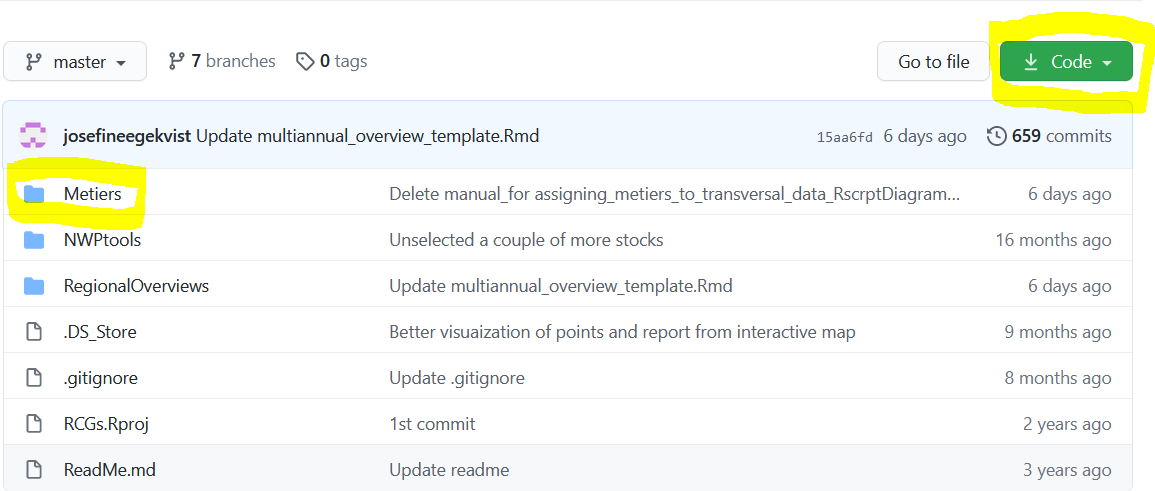 master 7 branches 0 tags Go to file Code
josefineegekvist Update multiannual_overview_template.Rmd 15aa6fd 6 days ago 659 commits
Metiers Delete manual_for assigning_metiers_to_transversal_data_RscrptDiagram... 6 days ago
NWPtools Unselected a couple of more stocks 16 months ago
RegionalOverviews Update multiannual_overview_template.Rmd 6 days ago
.DS_Store Better visuaization of points and report from interactive map 9 months ago
.gitignore Update .gitignore 8 months ago
RCGs.Rproj 1st commit 2 years ago
ReadMe.md Update readme 3 years ago